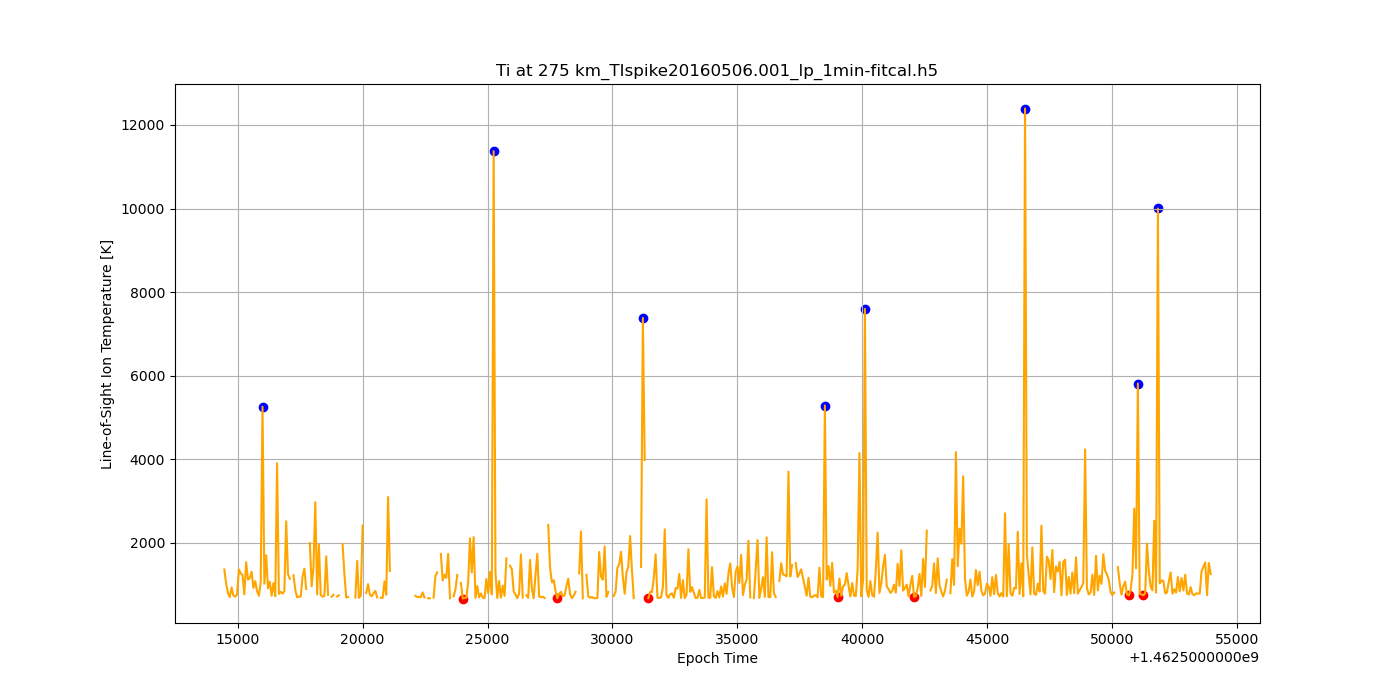 Ti at 275 km_TIspike20160506.001_lp_1min-fitcal.h5
Line-of-Sight Ion Temperature [K]
12000
10000
8000
6000
4000
2000
15000 20000 25000 30000 35000 40000 45000 50000 55000
Epoch Time
+1.4625000000e9